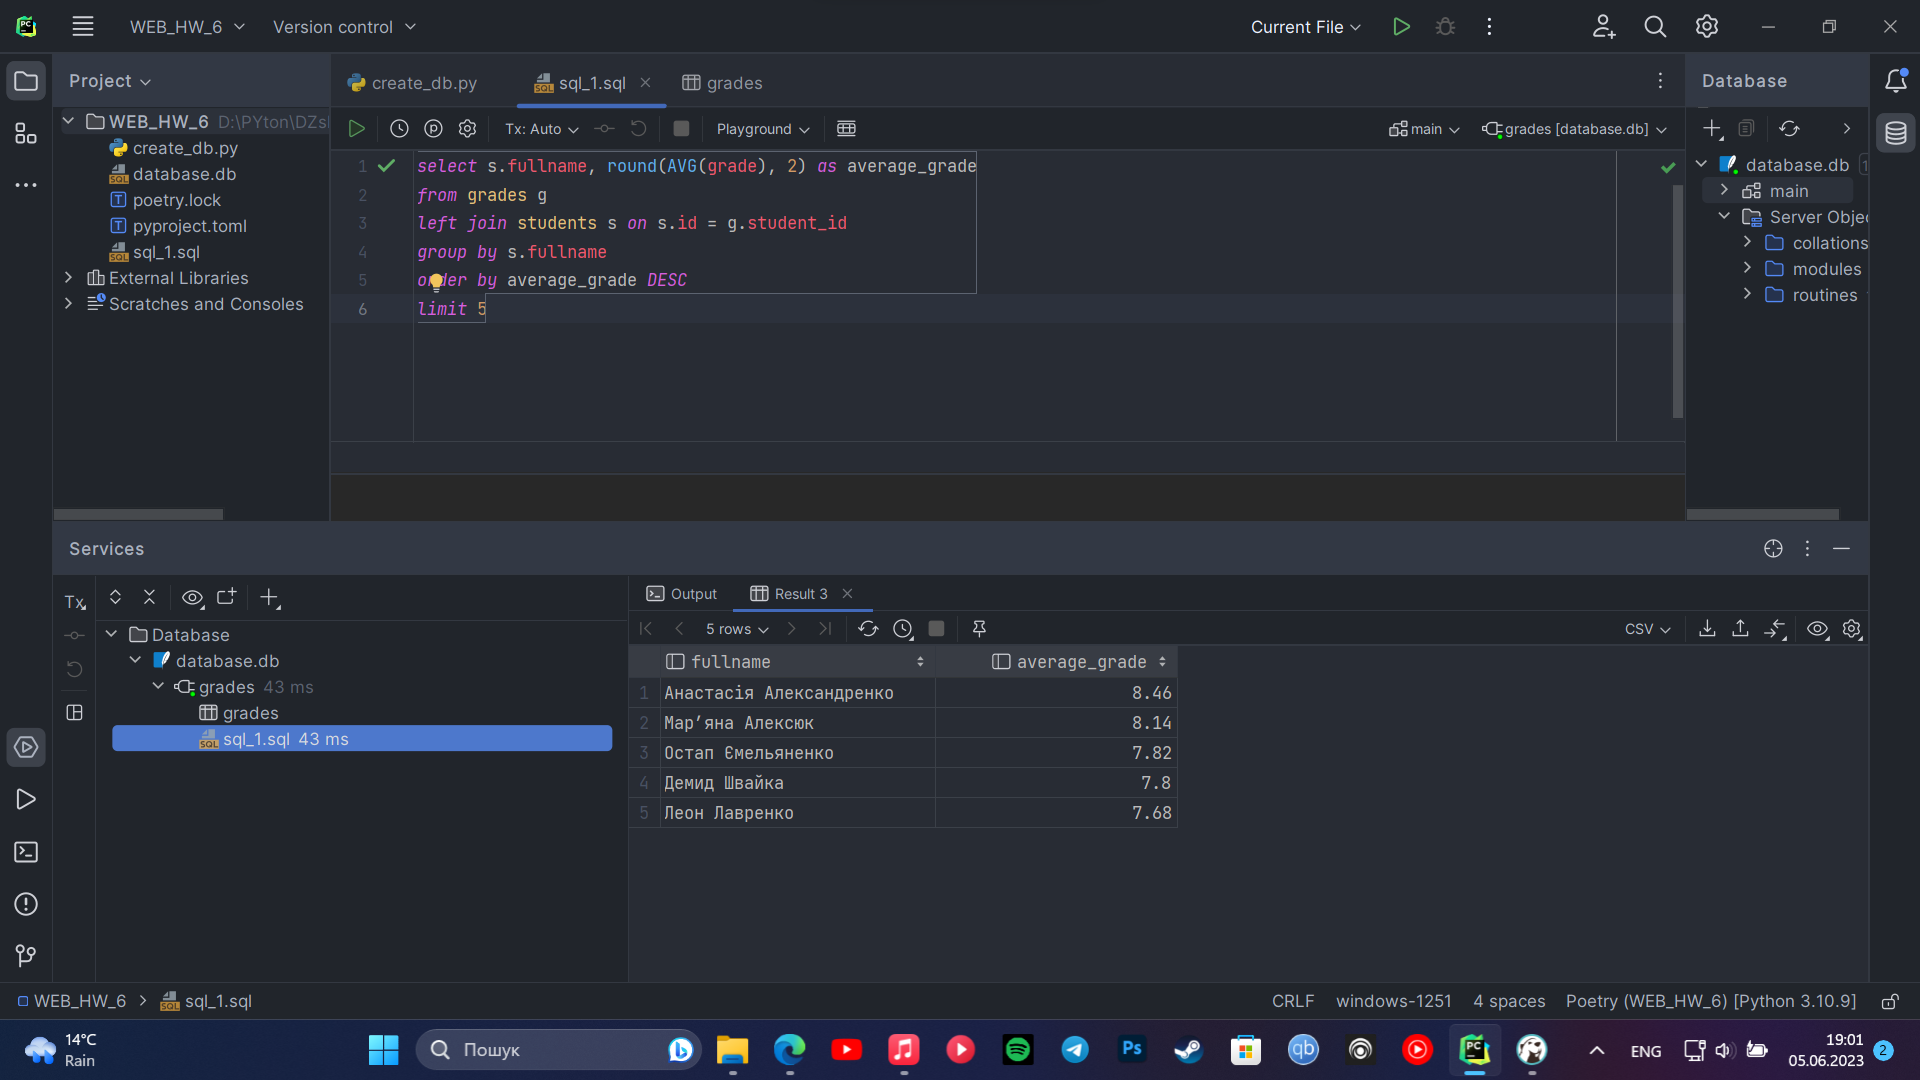 WEB_HW_6
Version control
Current File
Project
create_db.py
sql_1.sql
grades
Database
WEB_HW_6 D:\PYton\DZs
create_db.py
database.db
poetry.lock
pyproject.toml
sql_1.sql
External Libraries
Scratches and Consoles
Tx: Auto
Playground
main
grades [database.db]
1 select s.fullname, round(AVG(grade), 2) as average_grade
2 from grades g
3 left join students s on s.id = g.student_id
4 group by s.fullname
5 order by average_grade DESC
6 limit 5
database.db 1
main
Server Objec
collations
modules
routines
Services
Tx
Database
database.db
grades 43 ms
grades
sql_1.sql 43 ms
Output
Result 3
5 rows
CSV
fullname average_grade
1 Анастасія Александренко 8.46
2 Мар’яна Алексюк 8.14
3 Остап Ємельяненко 7.82
4 Демид Швайка 7.8
5 Леон Лавренко 7.68
WEB_HW_6 > sql_1.sql
CRLF windows-1251 4 spaces Poetry (WEB_HW_6) [Python 3.10.9]
14°C
Rain
Пошук
Ps
qb
PC
ENG
19:01
05.06.2023
2